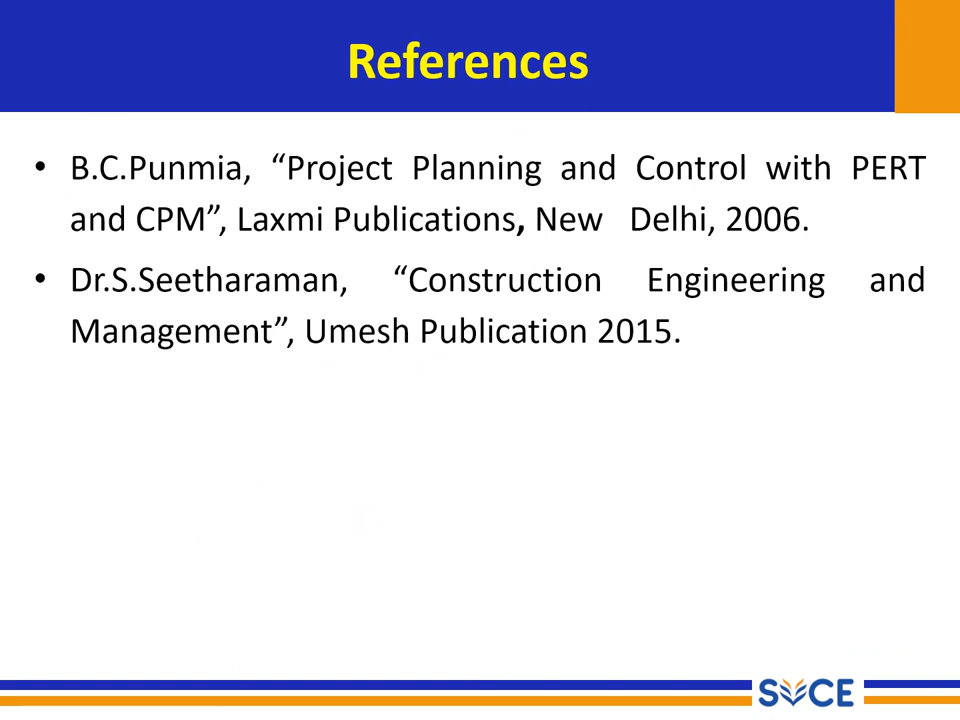 References
• B.C.Punmia, “Project Planning and Control with PERT
and CPM”, Laxmi Publications, New Delhi, 2006.
• Dr.S.Seetharaman, “Construction Engineering and
Management”, Umesh Publication 2015.
SVCE